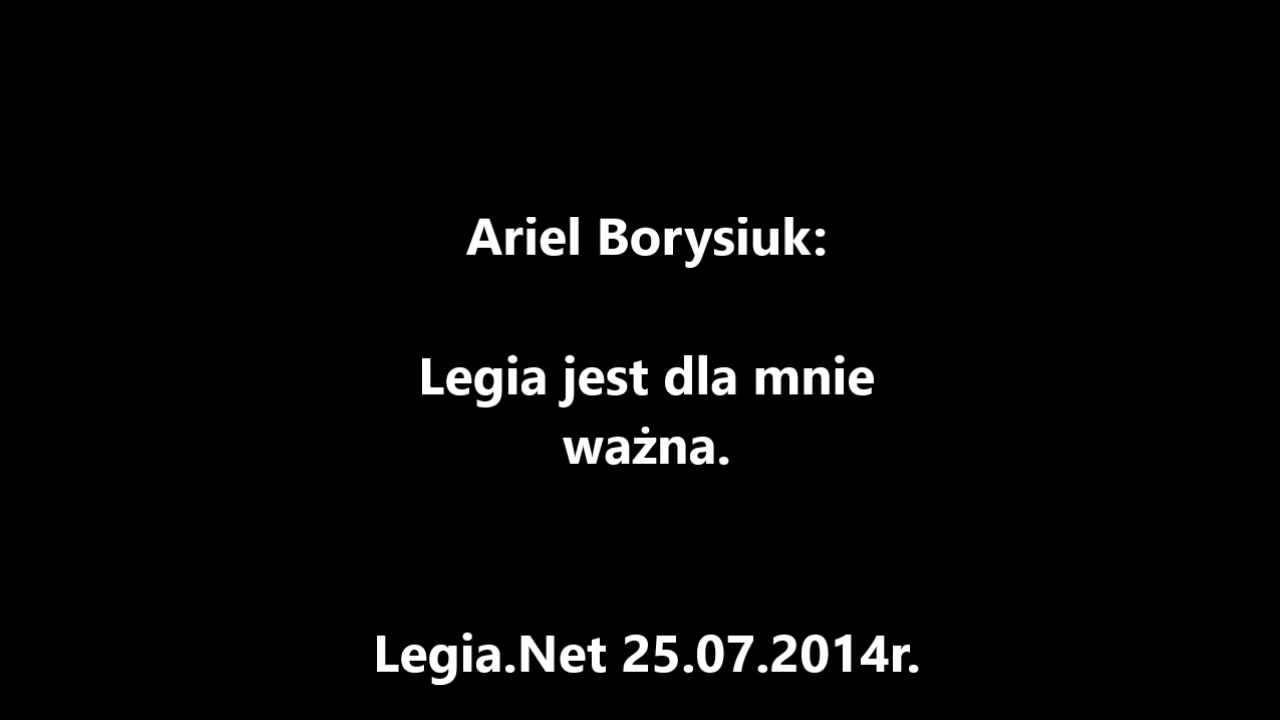 Ariel Borysiuk:
Legia jest dla mnie
ważna.
Legia.Net 25.07.2014r.